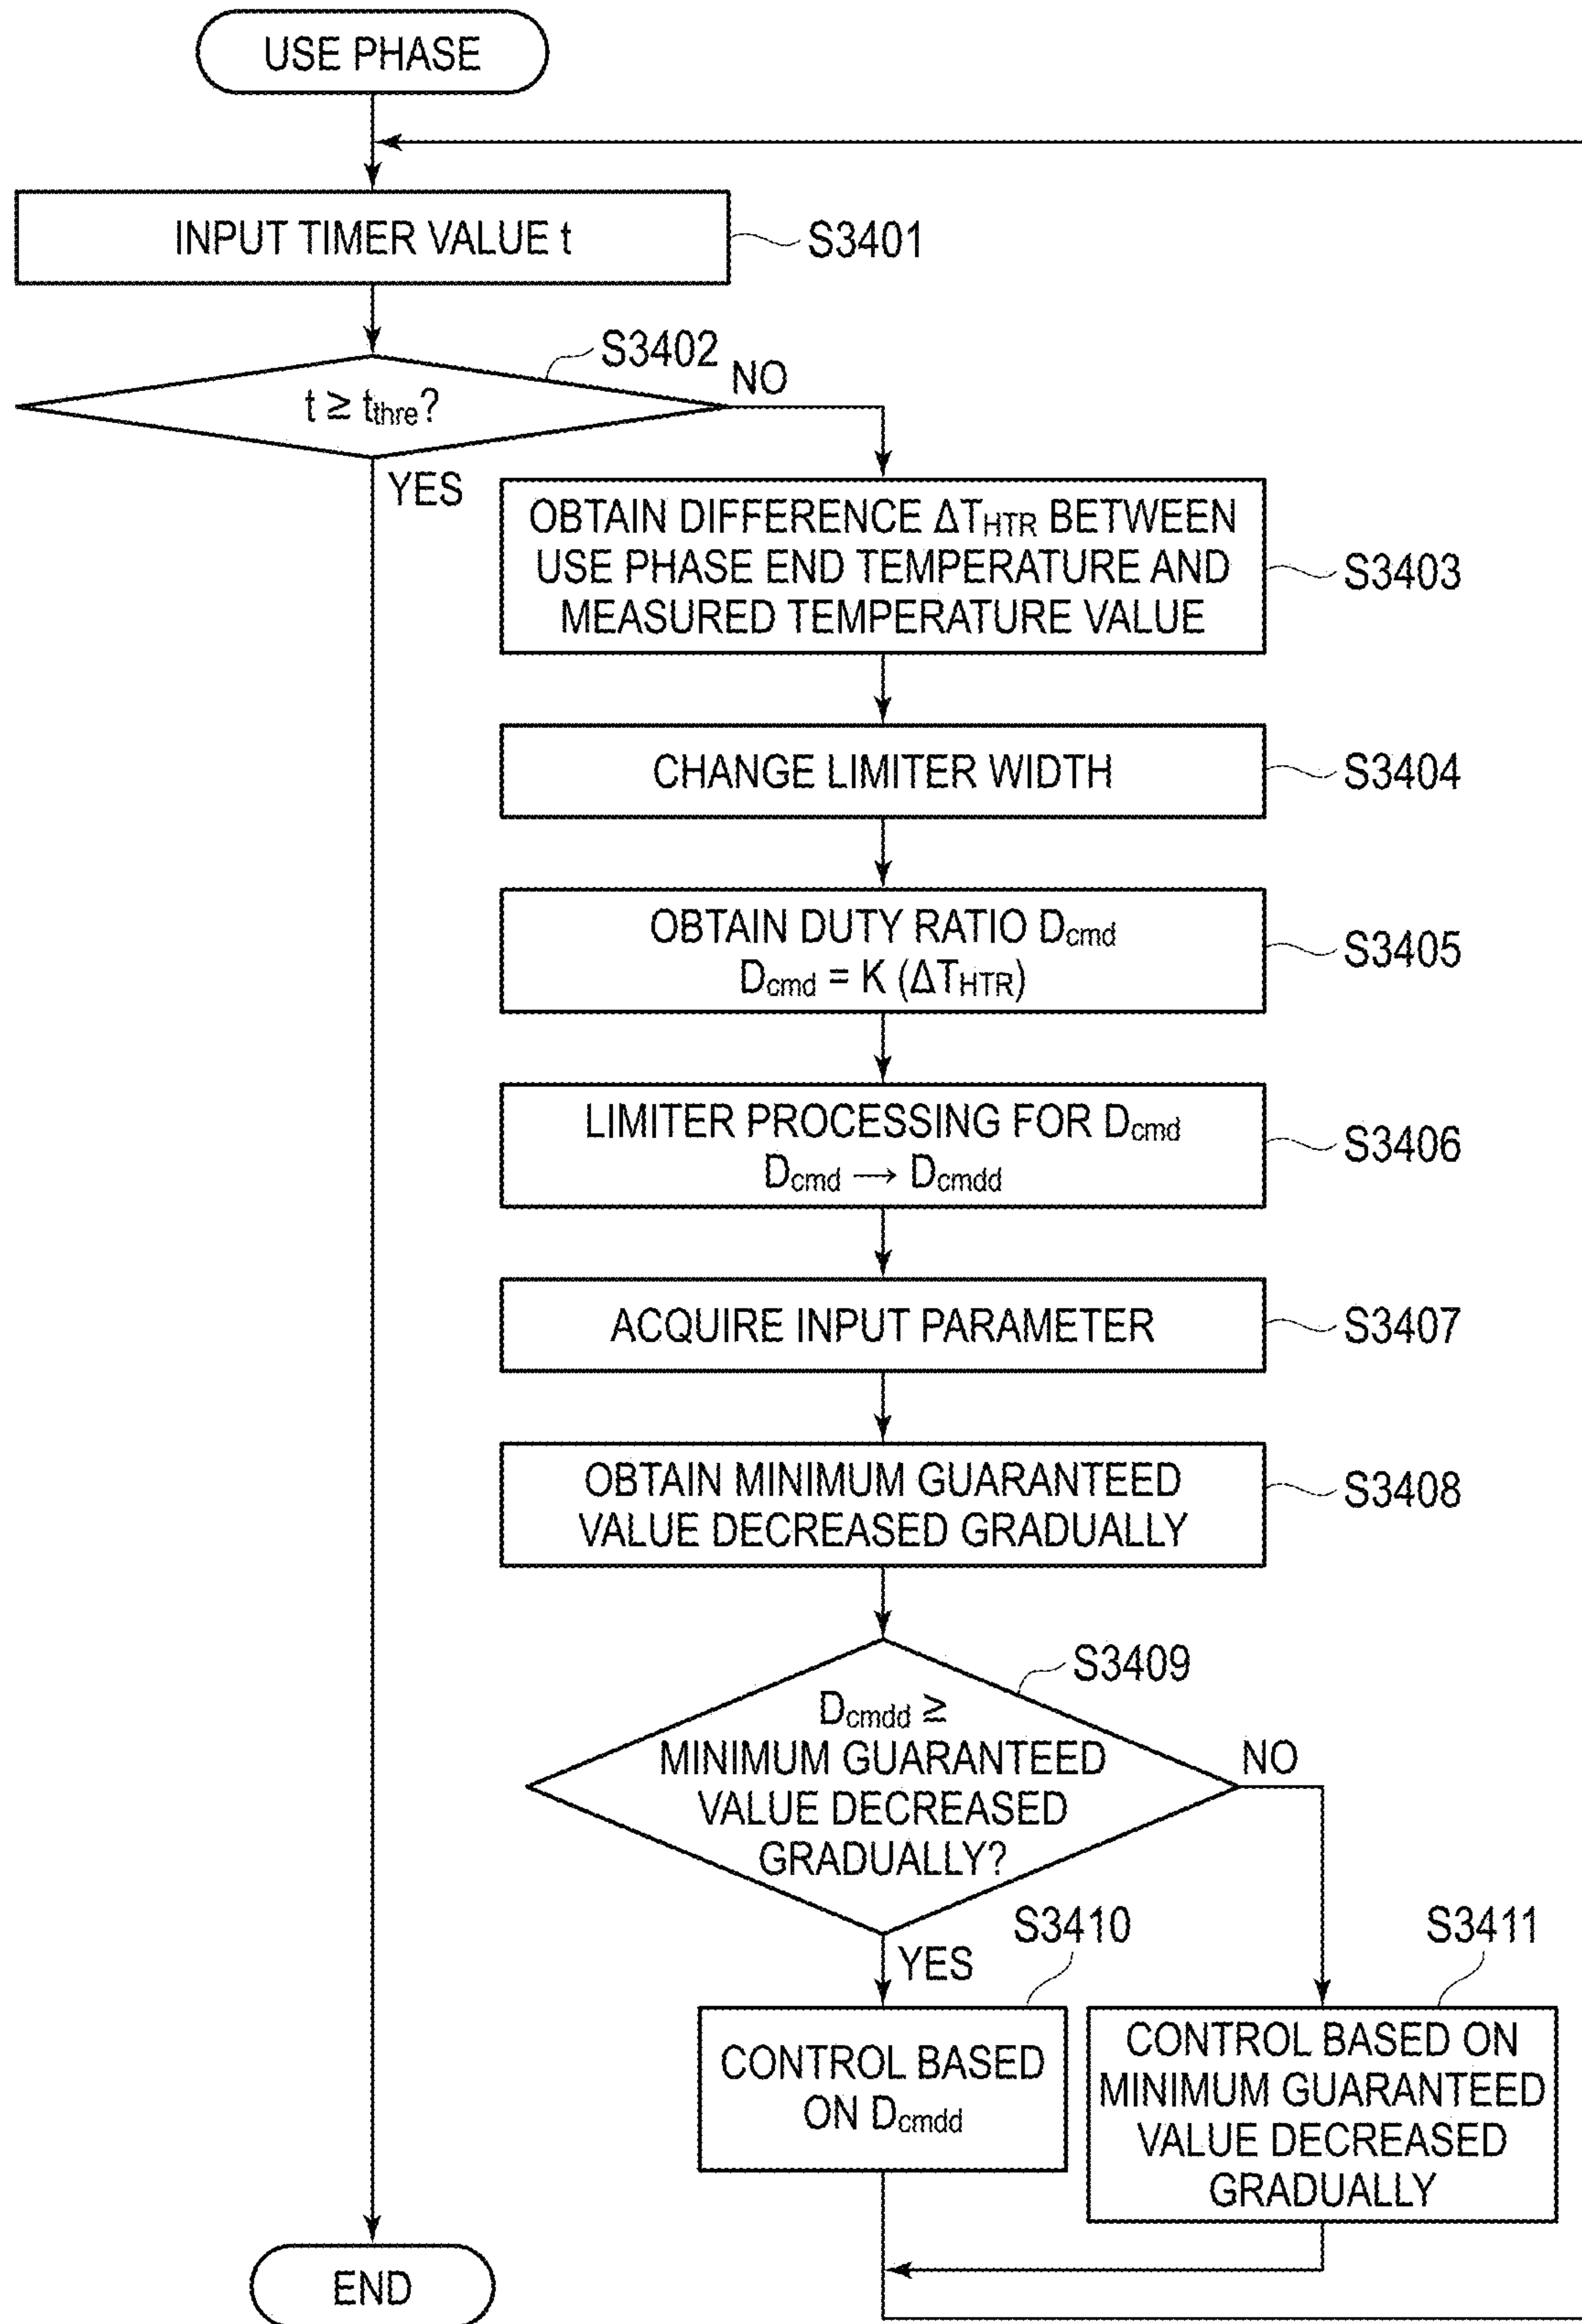 USE PHASE
INPUT TIMER VALUE t
S3401
S3402
t ≧ tthre?
NO
YES
OBTAIN DIFFERENCE ΔTHTR BETWEEN
USE PHASE END TEMPERATURE AND
MEASURED TEMPERATURE VALUE
S3403
CHANGE LIMITER WIDTH
S3404
OBTAIN DUTY RATIO Dcmd
Dcmd = K (ΔTHTR)
S3405
LIMITER PROCESSING FOR Dcmd
Dcmd → Dcmdd
S3406
ACQUIRE INPUT PARAMETER
S3407
OBTAIN MINIMUM GUARANTEED
VALUE DECREASED GRADUALLY
S3408
S3409
Dcmdd ≧
MINIMUM GUARANTEED
VALUE DECREASED
GRADUALLY?
NO
YES
S3410
S3411
CONTROL BASED
ON Dcmdd
CONTROL BASED ON
MINIMUM GUARANTEED
VALUE DECREASED
GRADUALLY
END